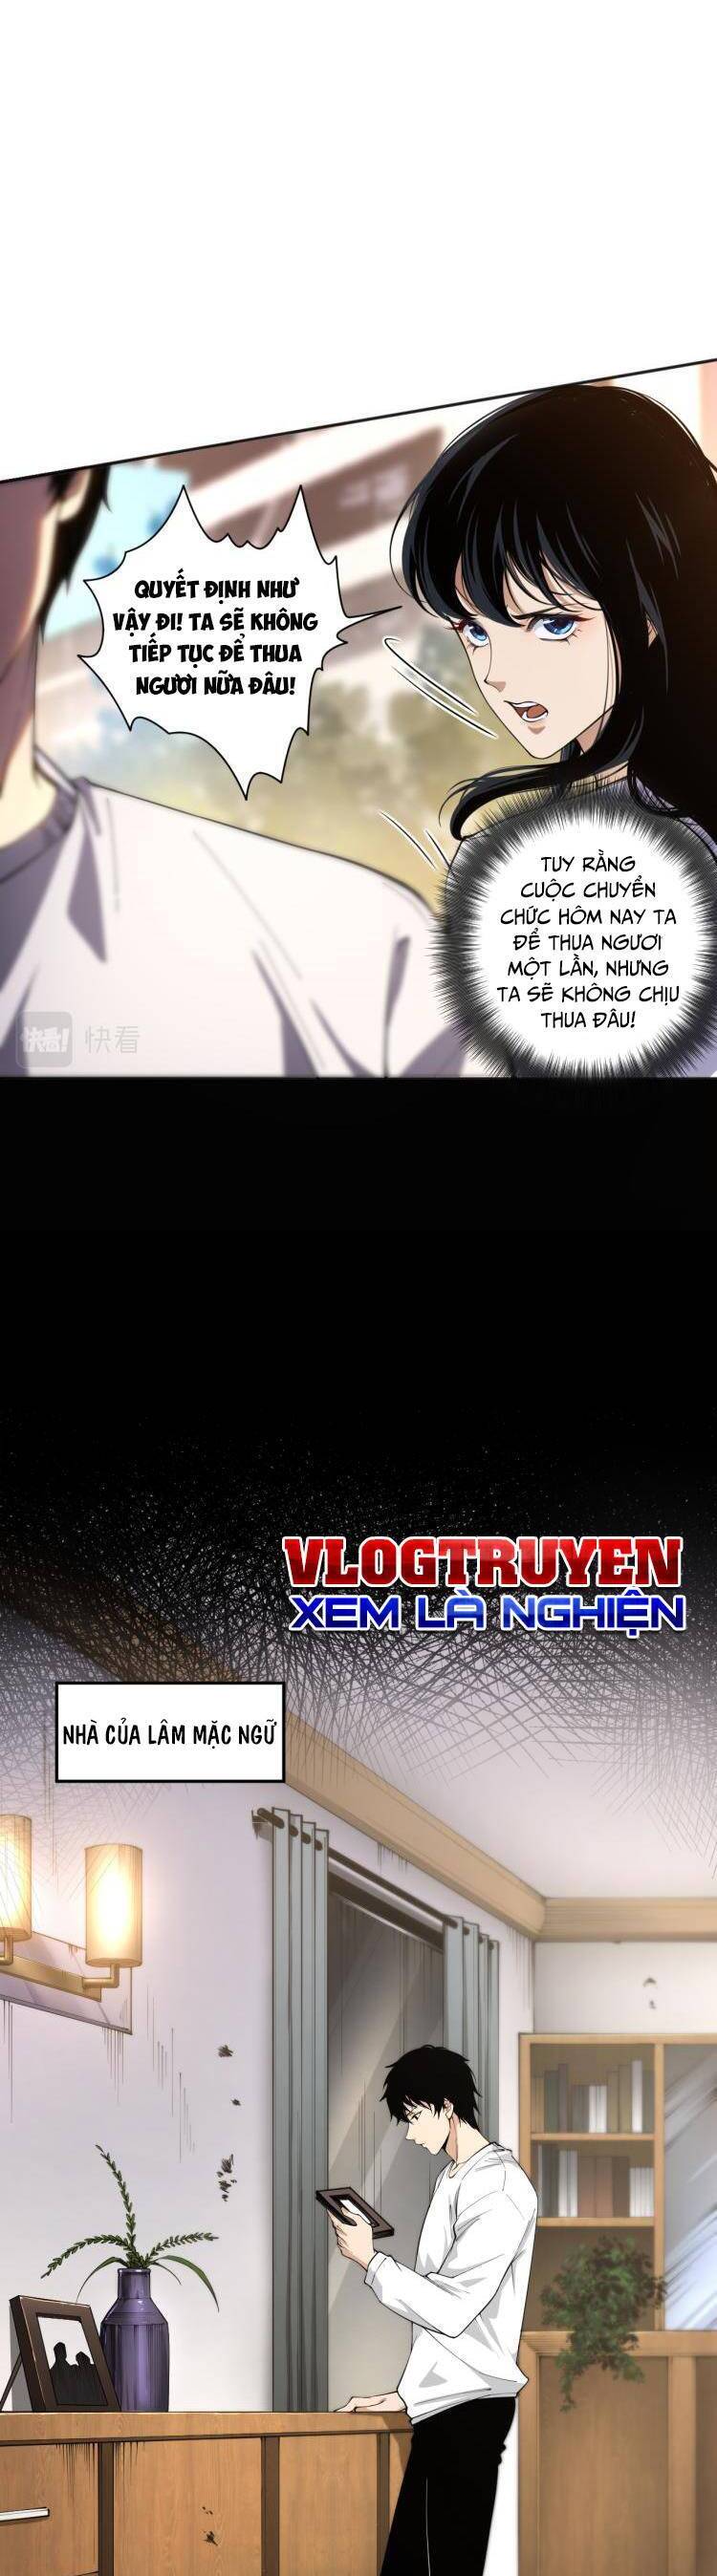 QUYẾT ĐỊNH NHƯ
VẬY ĐI! TA SẼ KHÔNG
TIẾP TỤC ĐỂ THUA
NGƯƠI NỮA ĐÂU!
TUY RẰNG
CUỘC CHUYỂN
CHỨC HÔM NAY TA
ĐỂ THUA NGƯƠI
MỘT LẦN, NHƯNG
TA SẼ KHÔNG CHỊU
THUA ĐÂU!
快看! 快看
VLOGTRUYEN
XEM LÀ NGHIỆN
NHÀ CỦA LÂM MẶC NGỮ